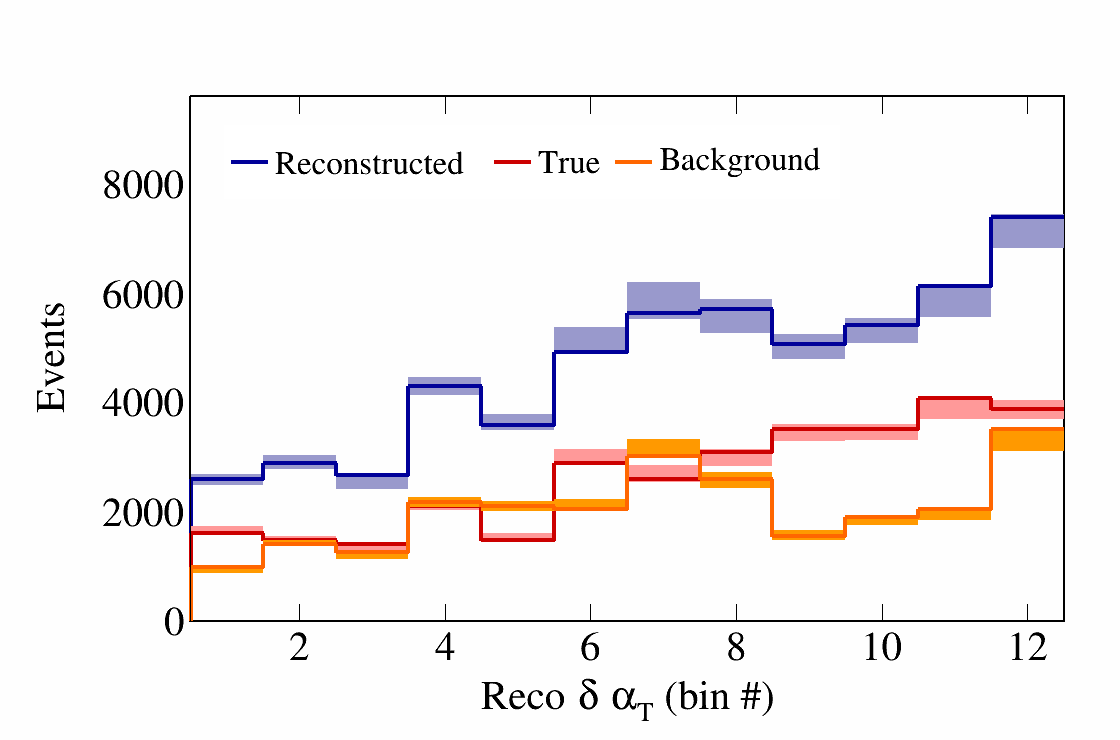 Reconstructed True Background
8000
6000
4000
2000
0
Events
2 4 6 8 10 12
Reco δ α_T (bin #)